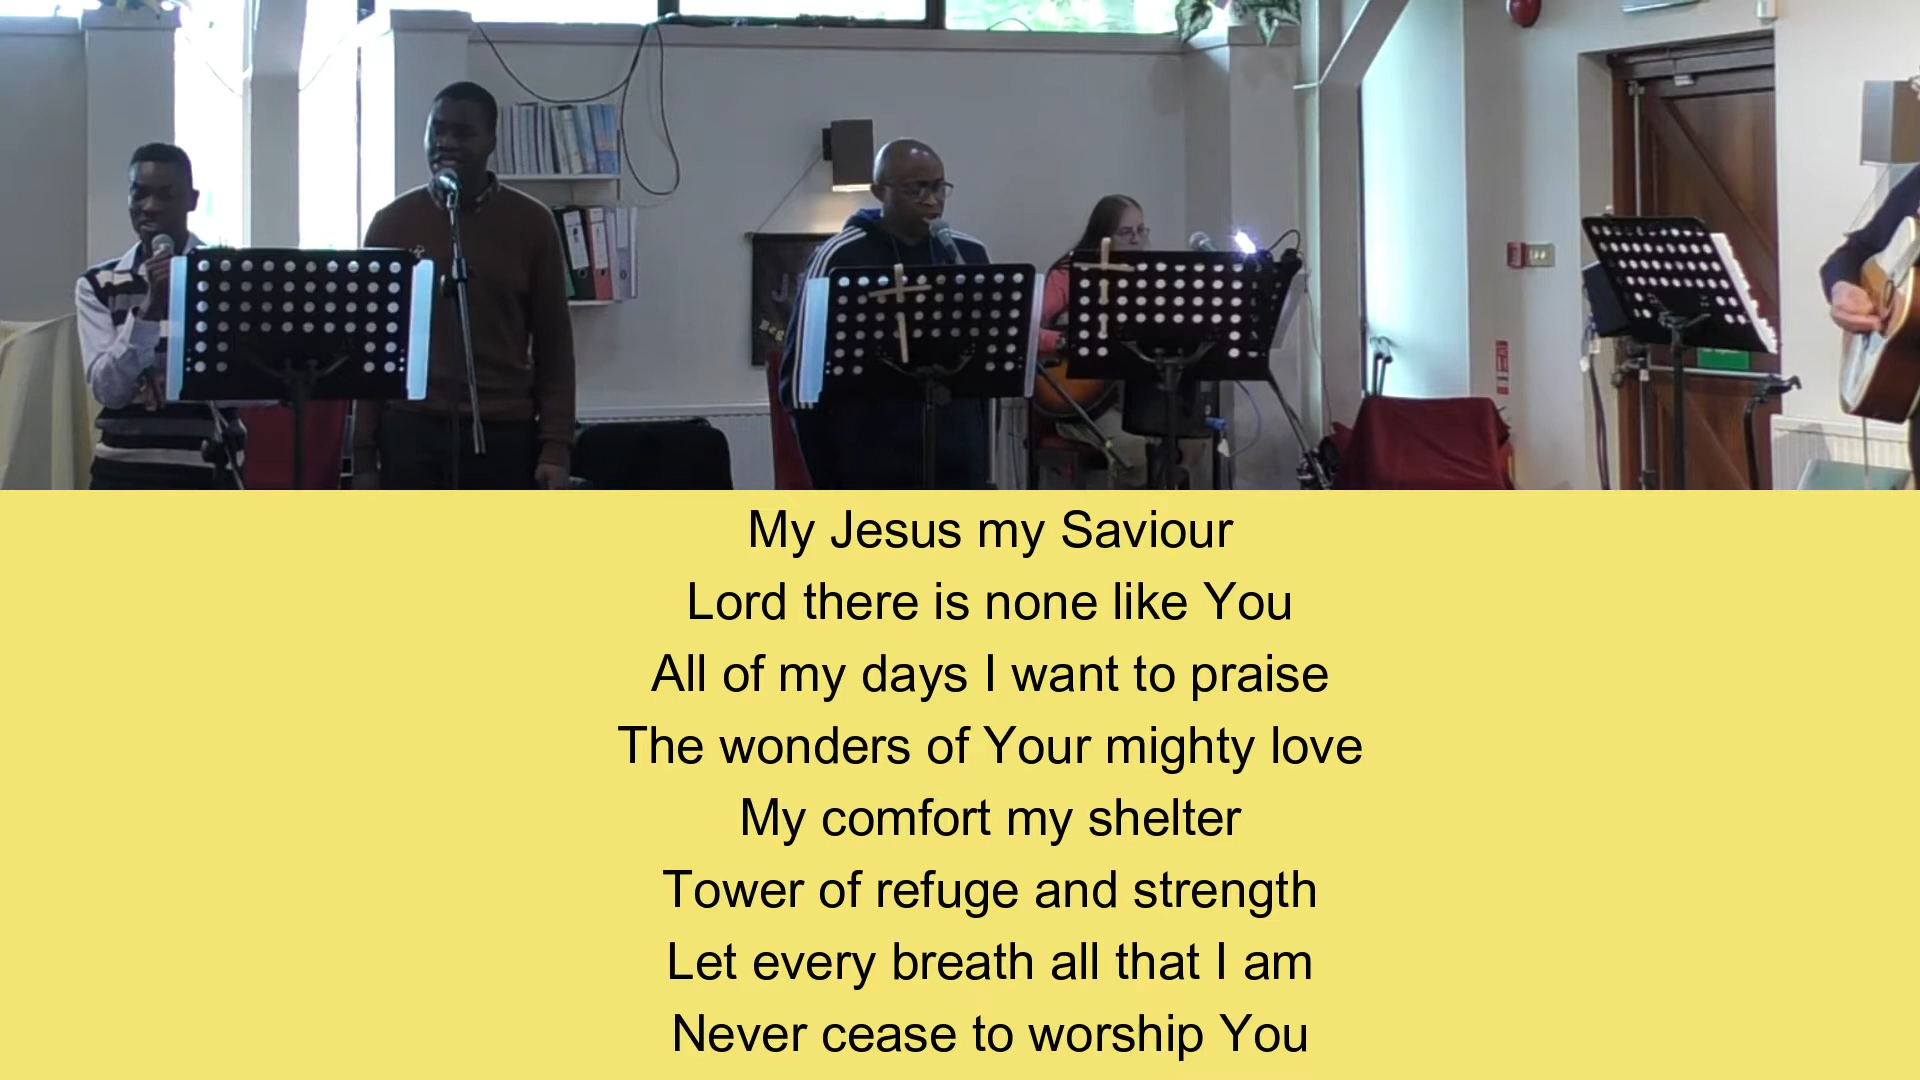 My Jesus my Saviour
Lord there is none like You
All of my days I want to praise
The wonders of Your mighty love
My comfort my shelter
Tower of refuge and strength
Let every breath all that I am
Never cease to worship You